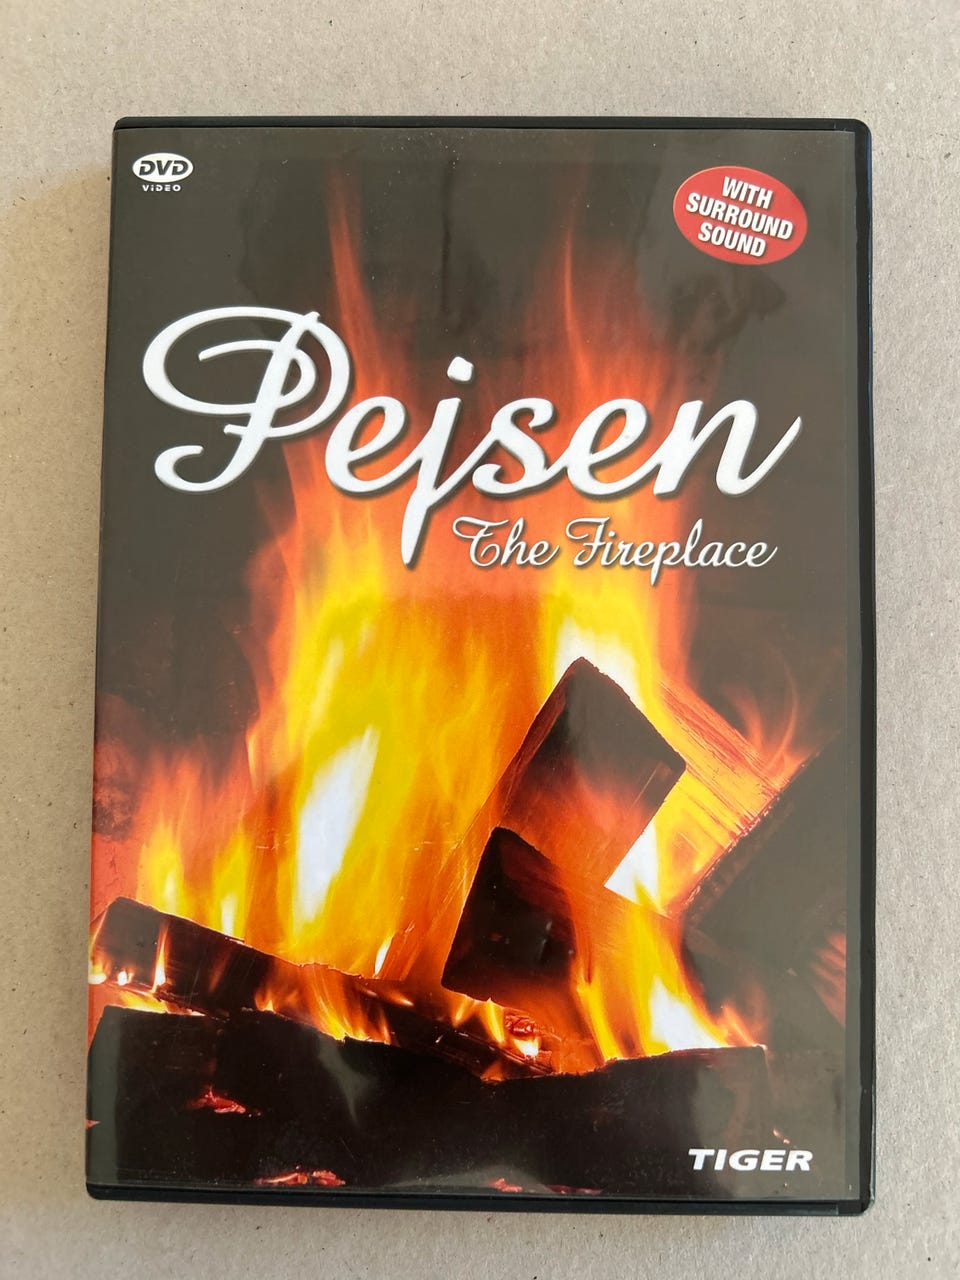 DVD
VIDEO
WITH
SURROUND
SOUND
Pejsen
The Fireplace
TIGER